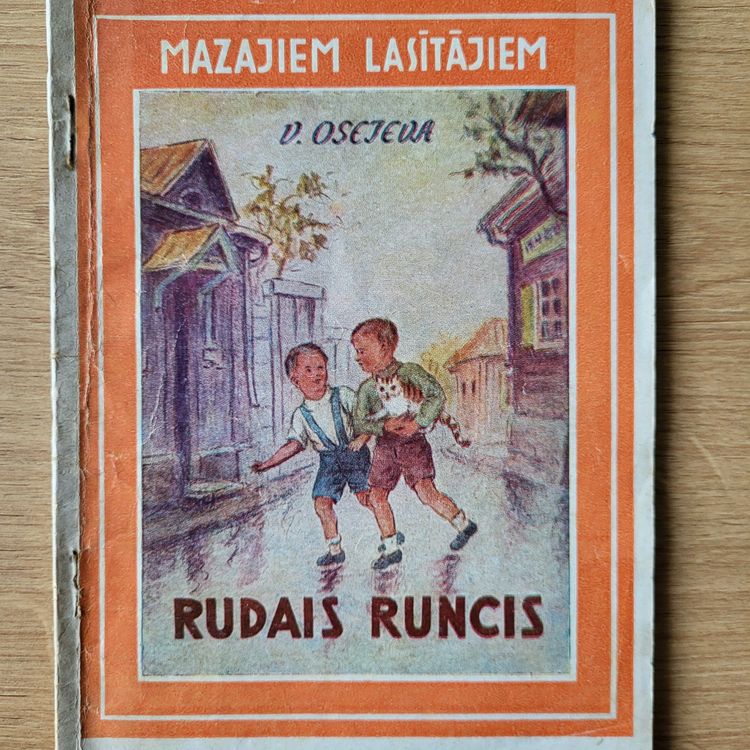 MAZAJIEM LASĪTĀJIEM
V. OSEJEVA
RUDAIS RUNCIS